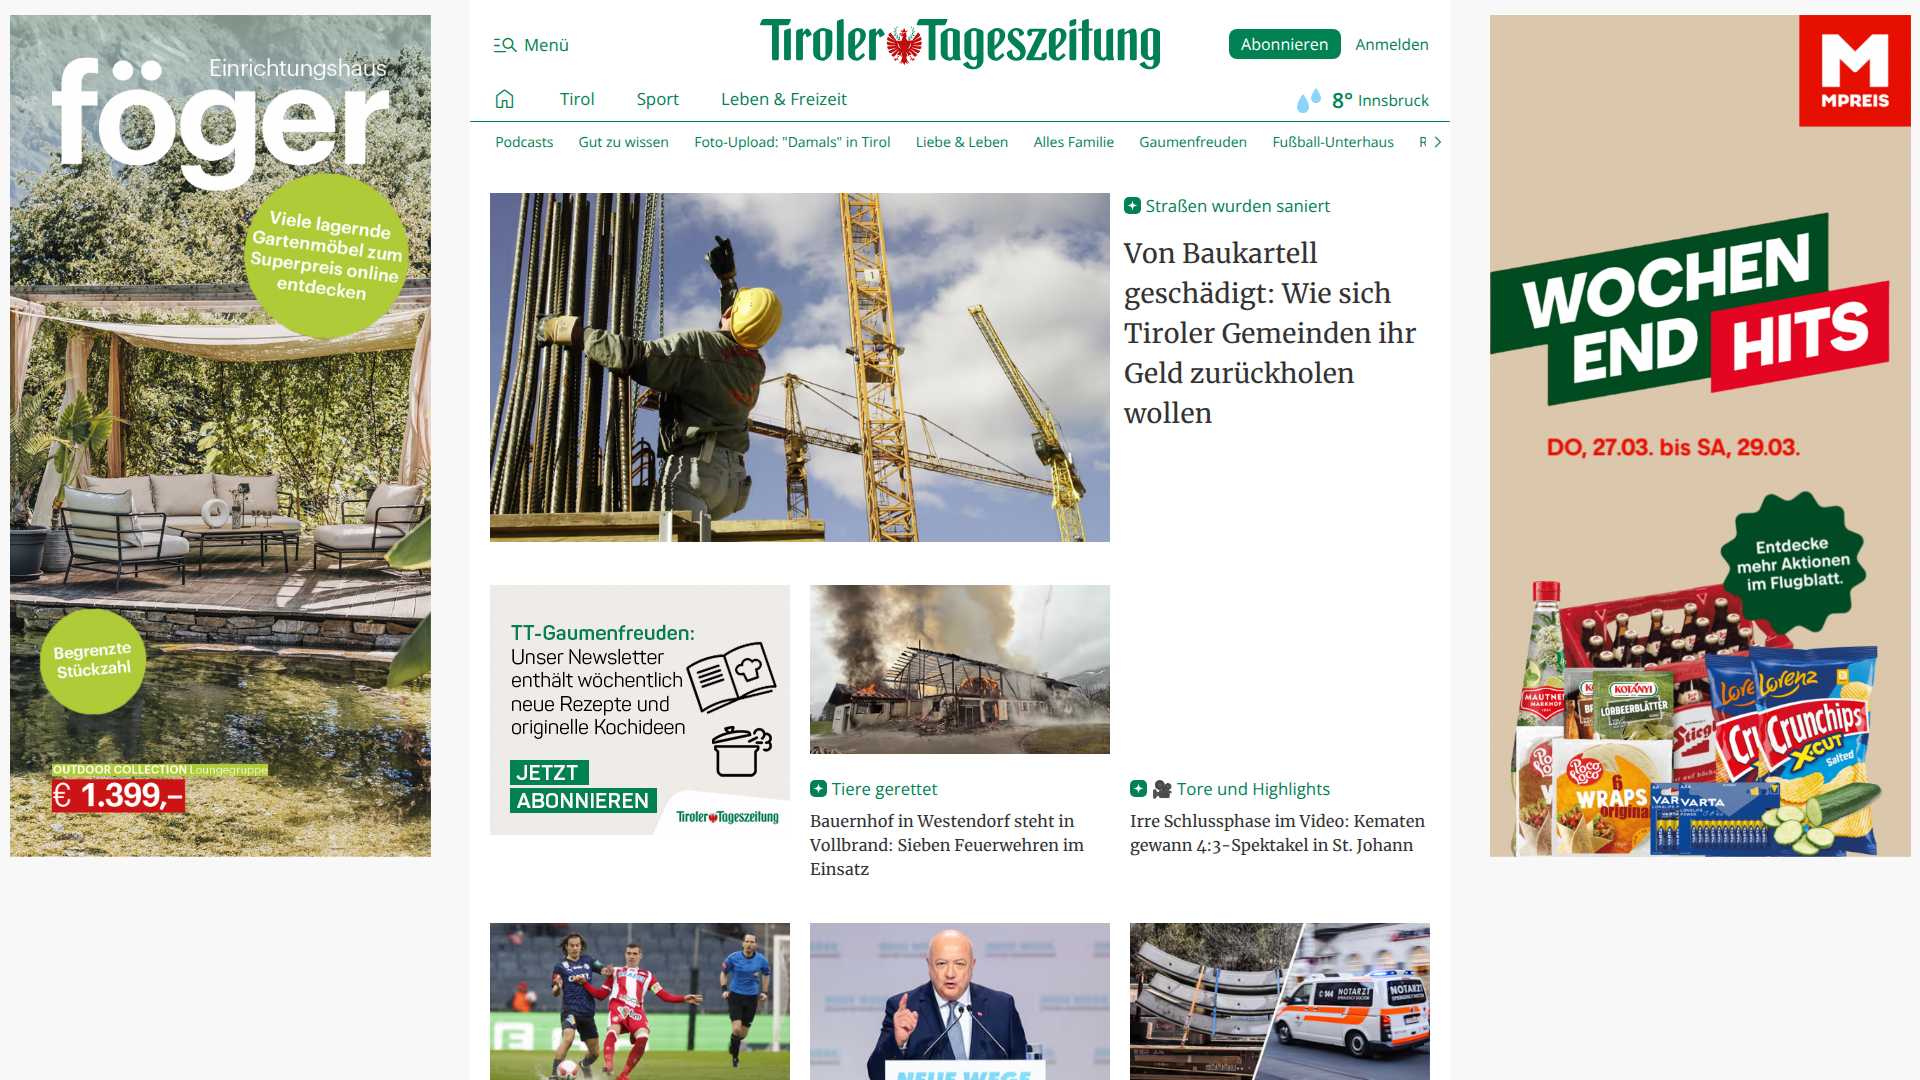 Menü
Tiroler Tageszeitung
Abonnieren
Anmelden
Tirol
Sport
Leben & Freizeit
8° Innsbruck
Podcasts
Gut zu wissen
Foto-Upload: "Damals" in Tirol
Liebe & Leben
Alles Familie
Gaumenfreuden
Fußball-Unterhaus
Einrichtungshaus
föger
Viele lagernde
Gartenmöbel zum
Superpreis online
entdecken
Begrenzte
Stückzahl
OUTDOOR COLLECTION Loungegruppe
€ 1.399,–
Straßen wurden saniert
Von Baukartell
geschädigt: Wie sich
Tiroler Gemeinden ihr
Geld zurückholen
wollen
TT-Gaumenfreuden:
Unser Newsletter
enthält wöchentlich
neue Rezepte und
originelle Kochideen
JETZT
ABONNIEREN
Tiroler Tageszeitung
Tiere gerettet
Bauernhof in Westendorf steht in
Vollbrand: Sieben Feuerwehren im
Einsatz
Tore und Highlights
Irre Schlussphase im Video: Kematen
gewann 4:3-Spektakel in St. Johann
NEUE WEGE
C 144 NOTARZT
NOTARZT
M
MPREIS
WOCHEN
END HITS
DO, 27.03. bis SA, 29.03.
Entdecke
mehr Aktionen
im Flugblatt.
MAUTNER
MARKHOF
KOTÁNYI
LORBEERBLÄTTER
Stiegl
Lorenz
Crunchips
X-CUT
Salted
Poco
Loco
6
WRAPS
original
VARTA